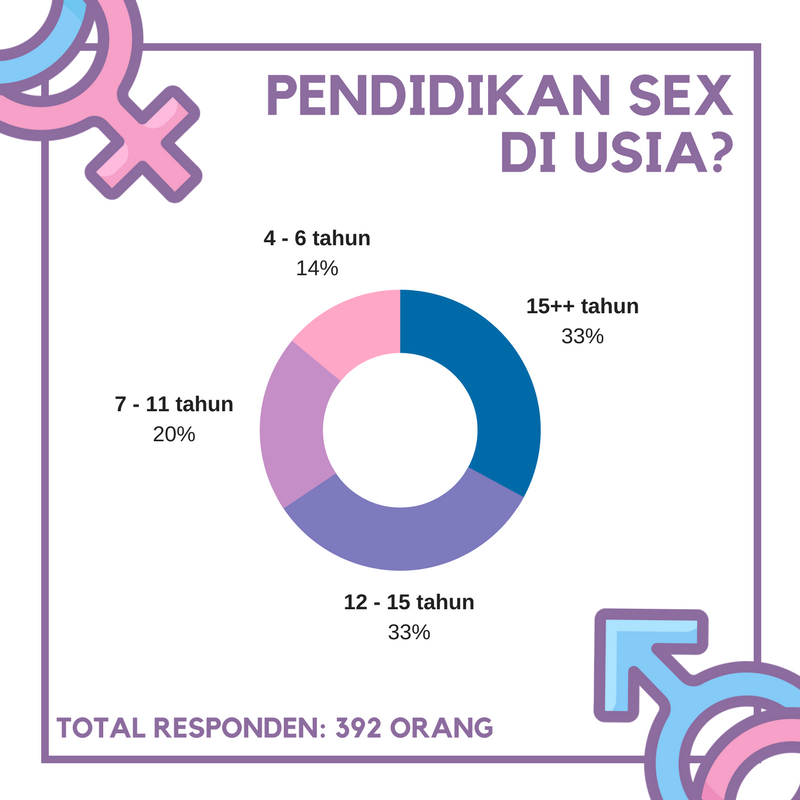 PENDIDIKAN SEX
DI USIA?
4 - 6 tahun
14%
15++ tahun
33%
7 - 11 tahun
20%
12 - 15 tahun
33%
TOTAL RESPONDEN: 392 ORANG